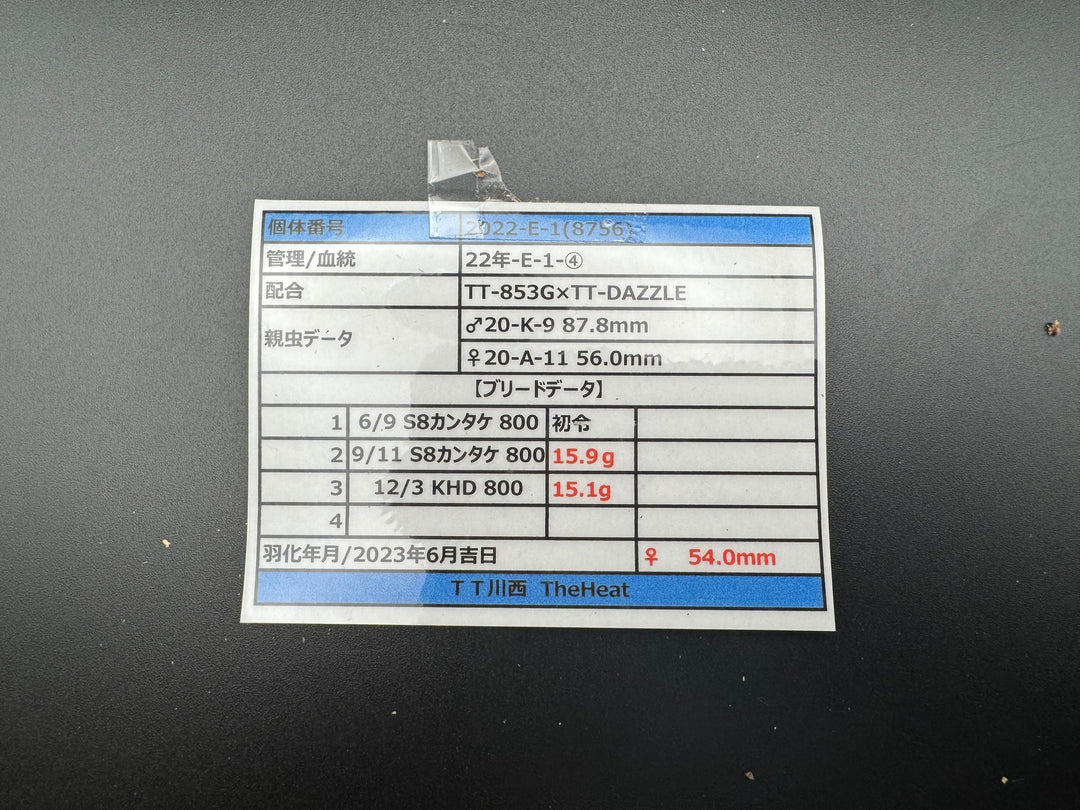 個体番号 2022-E-1(8756)
管理/血統 22年-E-1-④
配合 TT-853G×TT-DAZZLE
親虫データ ♂20-K-9 87.8mm
♀20-A-11 56.0mm
【ブリードデータ】
1 6/9 S8カンタケ 800 初令
2 9/11 S8カンタケ 800 15.9g
3 12/3 KHD 800 15.1g
4
羽化年月/2023年6月吉日 ♀ 54.0mm
ＴＴ川西 TheHeat